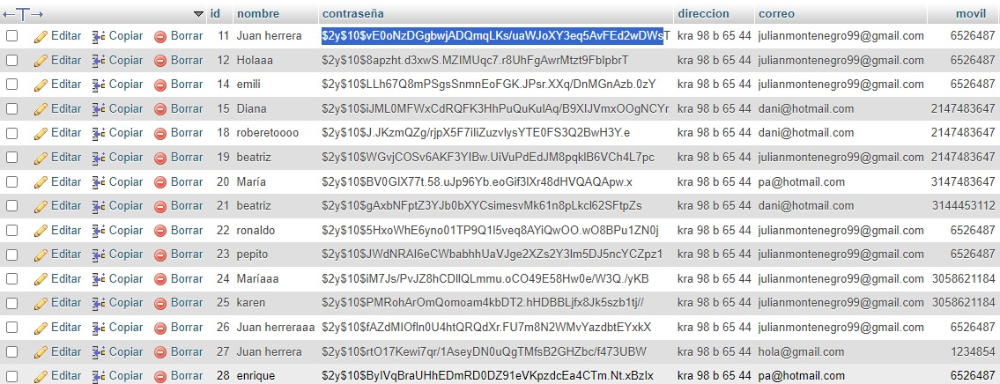 id nombre contraseña direccion correo movil
Editar Copiar Borrar 11 Juan herrera $2y$10$vE0oNzDGgbwjADQmqLKs/uaWJoXY3eq5AvFEd2wDWsT kra 98 b 65 44 julianmontenegro99@gmail.com 6526487
Editar Copiar Borrar 12 Holaaa $2y$10$8apzht.d3xwS.MZIMUqc7.r8UhFgAwrMtzt9FbIpbrT kra 98 b 65 44 julianmontenegro99@gmail.com 6526487
Editar Copiar Borrar 14 emili $2y$10$LLh67Q8mPSgsSnmnEoFGK.JPsr.XXq/DnMGnAzb.0zY kra 98 b 65 44 julianmontenegro99@gmail.com 6526487
Editar Copiar Borrar 15 Diana $2y$10$iJML0MFWxCdRQFK3HhPuQuKulAq/B9XIJVmxOOgNCYr kra 98 b 65 44 dani@hotmail.com 2147483647
Editar Copiar Borrar 18 roberetoooo $2y$10$J.JKzmQZg/rjpX5F7iIiZuzvIysYTE0FS3Q2BwH3Y.e kra 98 b 65 44 dani@hotmail.com 2147483647
Editar Copiar Borrar 19 beatriz $2y$10$WGvjCOSv6AKF3YIBw.UiVuPdEdJM8pqkIB6VCh4L7pc kra 98 b 65 44 dani@hotmail.com 2147483647
Editar Copiar Borrar 20 María $2y$10$BV0GIX77t.58.uJp96Yb.eoGif3lXr48dHVQAQApw.x kra 98 b 65 44 pa@hotmail.com 3147483647
Editar Copiar Borrar 21 beatriz $2y$10$gAxbNFptZ3YJb0bXYCsimesvMk61n8pLkcl62SFtpZs kra 98 b 65 44 dani@hotmail.com 3144453112
Editar Copiar Borrar 22 ronaldo $2y$10$5HxoWhE6yno01TP9Q1l5veq8AYiQwOO.wO8BPu1ZN0j kra 98 b 65 44 julianmontenegro99@gmail.com 6526487
Editar Copiar Borrar 23 pepito $2y$10$JWdNRAI6eCWbabhhUaVJge2XZs2Y3lm5DJ5ncYCZpz1 kra 98 b 65 44 julianmontenegro99@gmail.com 6526487
Editar Copiar Borrar 24 Maríaaa $2y$10$iM7Js/PvJZ8hCDlIQLmmu.oCO49E58Hw0e/W3Q./yKB kra 98 b 65 44 julianmontenegro99@gmail.com 3058621184
Editar Copiar Borrar 25 karen $2y$10$PMRohArOmQomoam4kbDT2.hHDBBLjfx8Jk5szb1tj// kra 98 b 65 44 julianmontenegro99@gmail.com 3058621184
Editar Copiar Borrar 26 Juan herreraaa $2y$10$fAZdMIOfln0U4htQRQdXr.FU7m8N2WMvYazdbtEYxkX kra 98 b 65 44 julianmontenegro99@gmail.com 6526487
Editar Copiar Borrar 27 Juan herrera $2y$10$rtO17Kewi7qr/1AseyDN0uQgTMfsB2GHZbc/f473UBW kra 98 b 65 44 hola@gmail.com 1234854
Editar Copiar Borrar 28 enrique $2y$10$BylVqBraUHhEDmRD0DZ91eVKpzdcEa4CTm.Nt.xBzlx kra 98 b 65 44 pa@hotmail.com 6526487